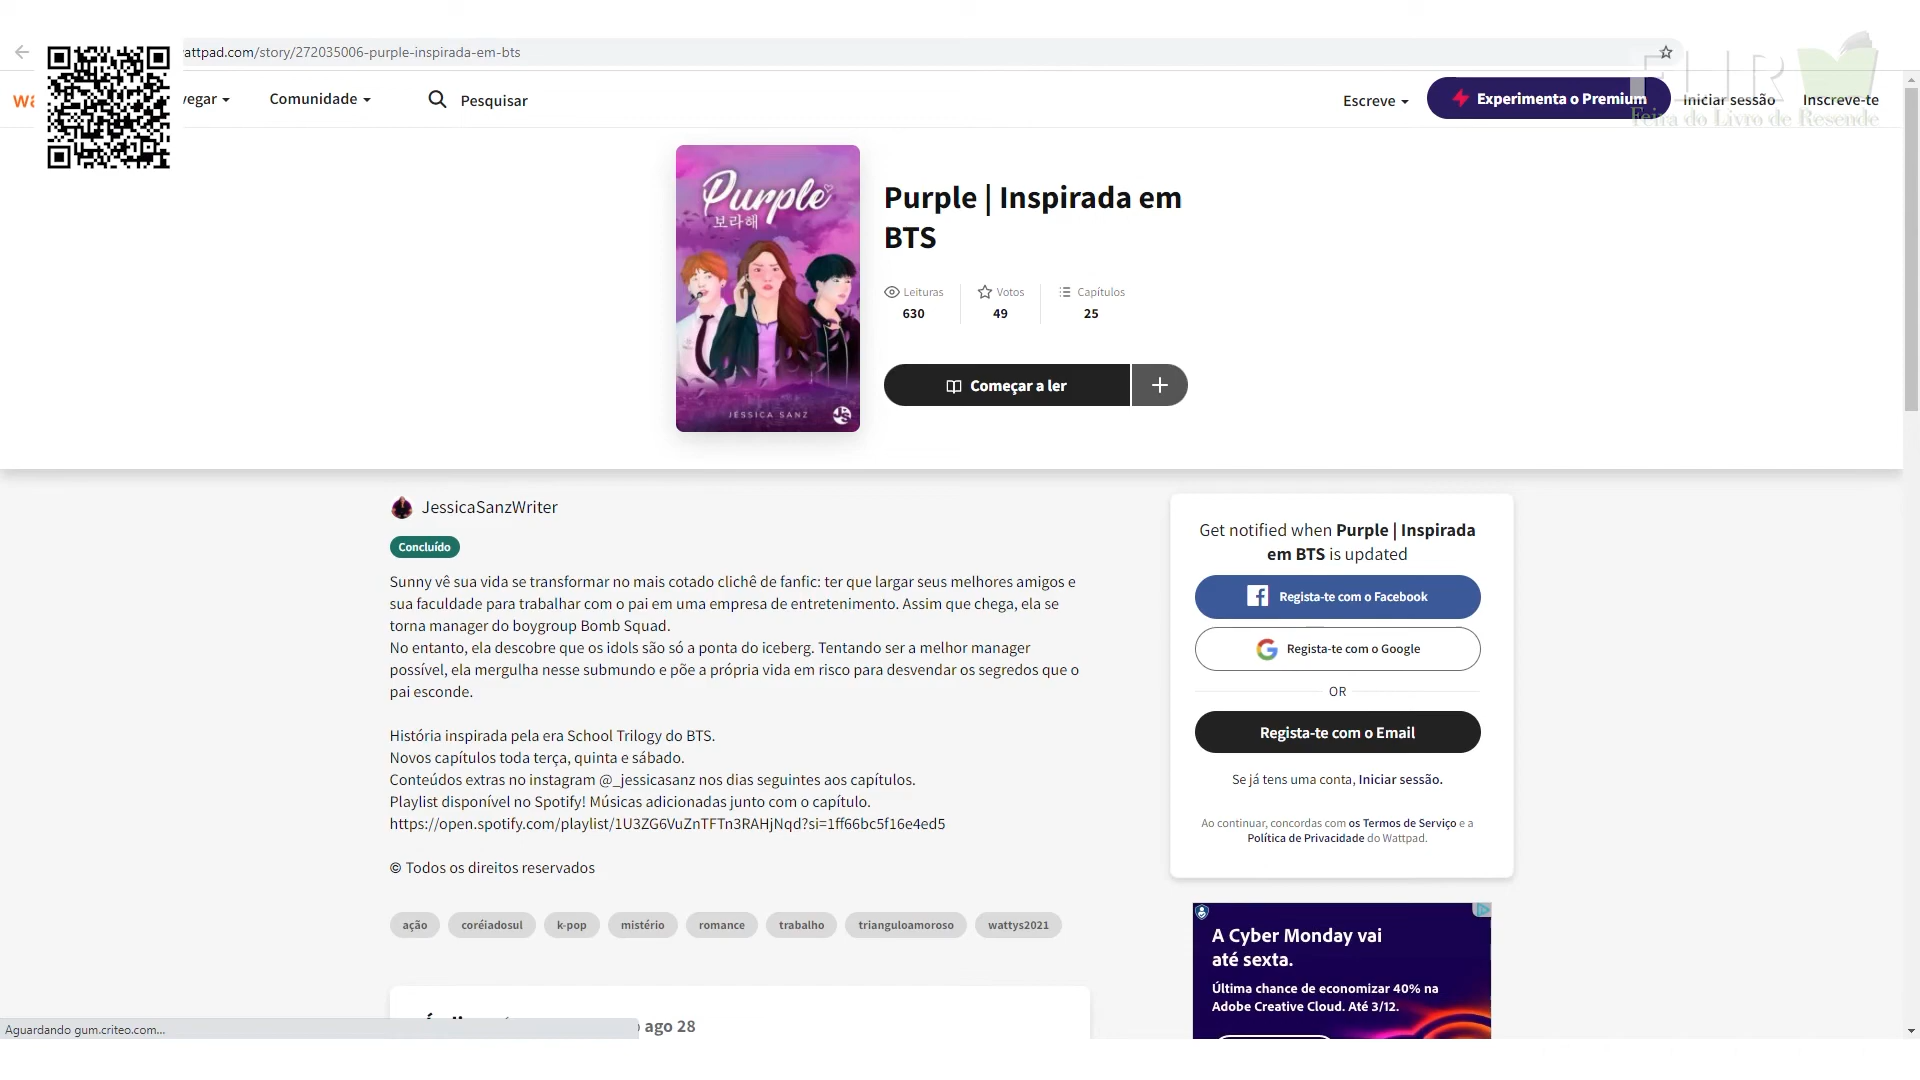 attpad.com/story/272035006-purple-inspirada-em-bts
vegar
Comunidade
Pesquisar
Escreve
Experimenta o Premium
Iniciar sessão
Inscreve-te
FLIR
Feira do Livro de Resende
Purple
보라해
JESSICA SANZ
Purple | Inspirada em
BTS
Leituras
630
Votos
49
Capítulos
25
Começar a ler
JessicaSanzWriter
Concluído
Sunny vê sua vida se transformar no mais cotado clichê de fanfic: ter que largar seus melhores amigos e
sua faculdade para trabalhar com o pai em uma empresa de entretenimento. Assim que chega, ela se
torna manager do boygroup Bomb Squad.
No entanto, ela descobre que os idols são só a ponta do iceberg. Tentando ser a melhor manager
possível, ela mergulha nesse submundo e põe a própria vida em risco para desvendar os segredos que o
pai esconde.
História inspirada pela era School Trilogy do BTS.
Novos capítulos toda terça, quinta e sábado.
Conteúdos extras no instagram @_jessicasanz nos dias seguintes aos capítulos.
Playlist disponível no Spotify! Músicas adicionadas junto com o capítulo.
https://open.spotify.com/playlist/1U3ZG6VuZnTFTn3RAHjNqd?si=1ff66bc5f16e4ed5
© Todos os direitos reservados
ação
coréiadosul
k-pop
mistério
romance
trabalho
trianguloamoroso
wattys2021
ago 28
Aguardando gum.criteo.com...
Get notified when Purple | Inspirada
em BTS is updated
Regista-te com o Facebook
Regista-te com o Google
OR
Regista-te com o Email
Se já tens uma conta, Iniciar sessão.
Ao continuar, concordas com os Termos de Serviço e a
Política de Privacidade do Wattpad.
A Cyber Monday vai
até sexta.
Última chance de economizar 40% na
Adobe Creative Cloud. Até 3/12.